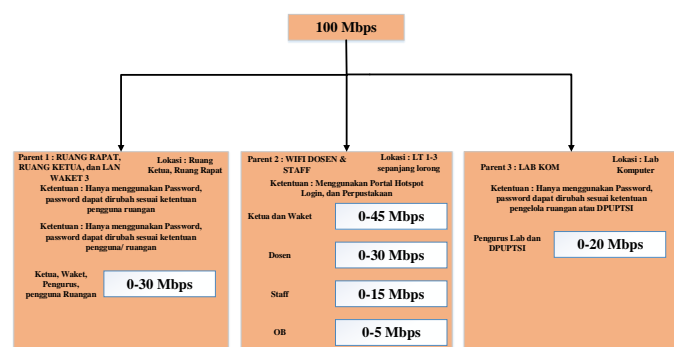 100 Mbps
Parent 1 : RUANG RAPAT,
RUANG KETUA, dan LAN
WAKET 3
Lokasi : Ruang
Ketua, Ruang Rapat
Ketentuan : Hanya menggunakan Password,
password dapat dirubah sesuai ketentuan
pengguna ruangan
Ketentuan : Hanya menggunakan Password,
password dapat dirubah sesuai ketentuan
pengguna/ ruangan
Ketua, Waket,
Pengurus,
pengguna Ruangan
0-30 Mbps
Parent 2 : WIFI DOSEN &
STAFF
Lokasi : LT 1-3
sepanjang lorong
Ketentuan : Menggunakan Portal Hotspot
Login, dan Perpustakaan
Ketua dan Waket
0-45 Mbps
Dosen
0-30 Mbps
Staff
0-15 Mbps
OB
0-5 Mbps
Parent 3 : LAB KOM
Lokasi : Lab
Komputer
Ketentuan : Hanya menggunakan Password,
password dapat dirubah sesuai ketentuan
pengelola ruangan atau DPUPTSI
Pengurus Lab dan
DPUPTSI
0-20 Mbps